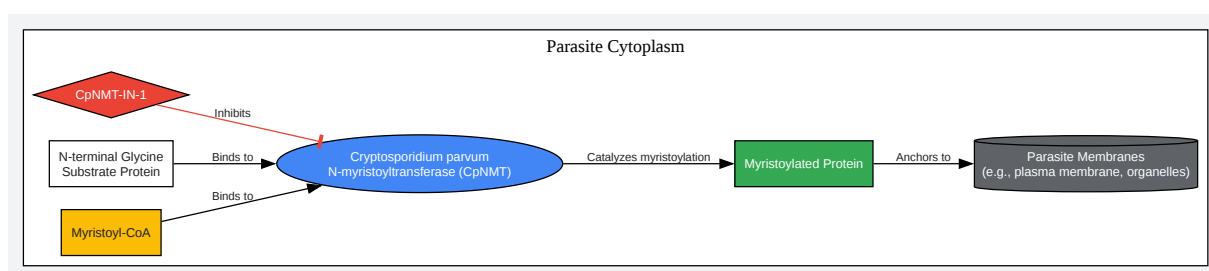 Parasite Cytoplasm
CpNMT-IN-1
Inhibits
N-terminal Glycine
Substrate Protein
Binds to
Cryptosporidium parvum
N-myristoyltransferase (CpNMT)
Catalyzes myristoylation
Myristoylated Protein
Anchors to
Parasite Membranes
(e.g., plasma membrane, organelles)
Binds to
Myristoyl-CoA